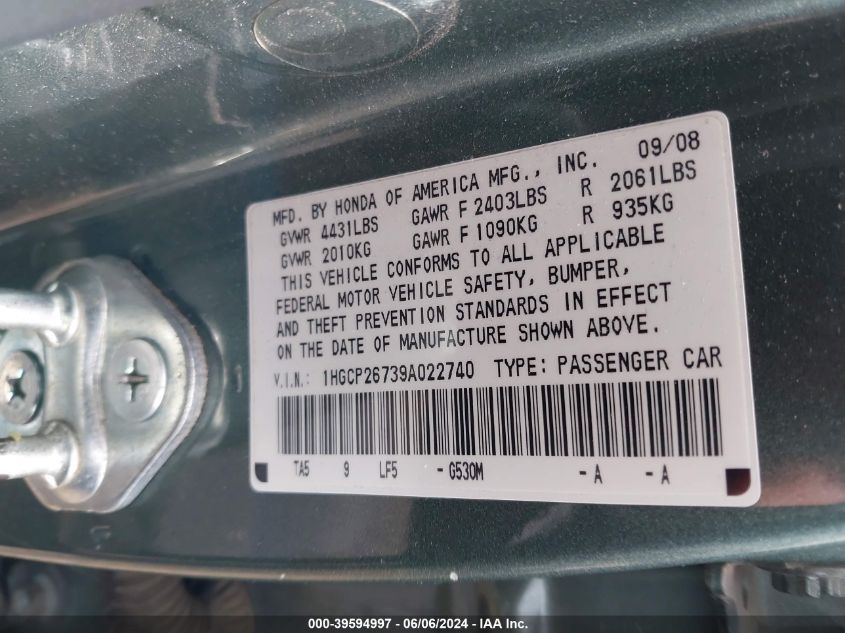 MFD. BY HONDA OF AMERICA MFG., INC. 09/08
GVWR 4431LBS GAWR F 2403LBS R 2061LBS
GVWR 2010KG GAWR F 1090KG R 935KG
THIS VEHICLE CONFORMS TO ALL APPLICABLE
FEDERAL MOTOR VEHICLE SAFETY, BUMPER,
AND THEFT PREVENTION STANDARDS IN EFFECT
ON THE DATE OF MANUFACTURE SHOWN ABOVE.
V.I.N.: 1HGCP26739A022740 TYPE: PASSENGER CAR
TA5 9 LF5 -G530M -A -A
000-39594997 - 06/06/2024 - IAA Inc.